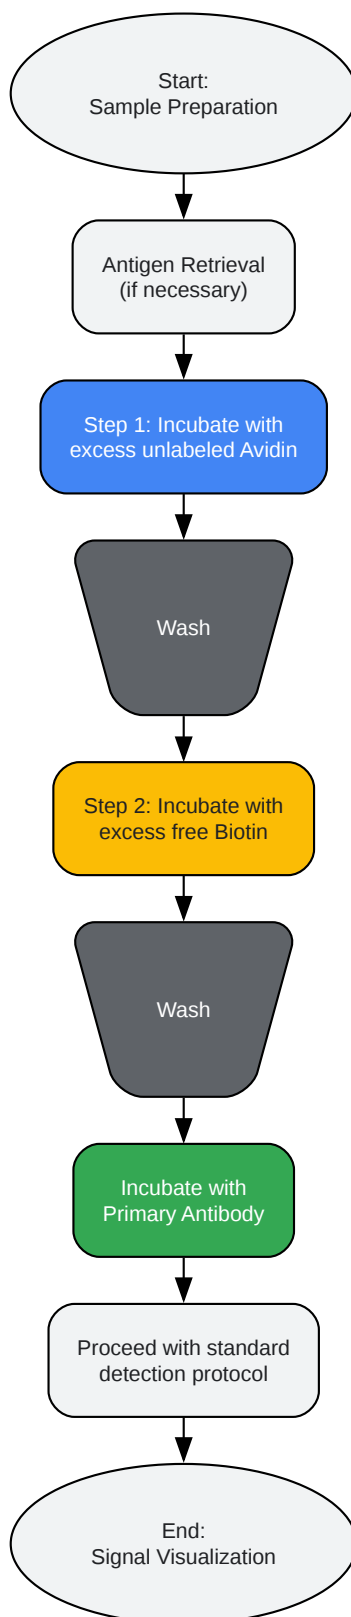 Start:
Sample Preparation
Antigen Retrieval
(if necessary)
Step 1: Incubate with
excess unlabeled Avidin
Wash
Step 2: Incubate with
excess free Biotin
Wash
Incubate with
Primary Antibody
Proceed with standard
detection protocol
End:
Signal Visualization